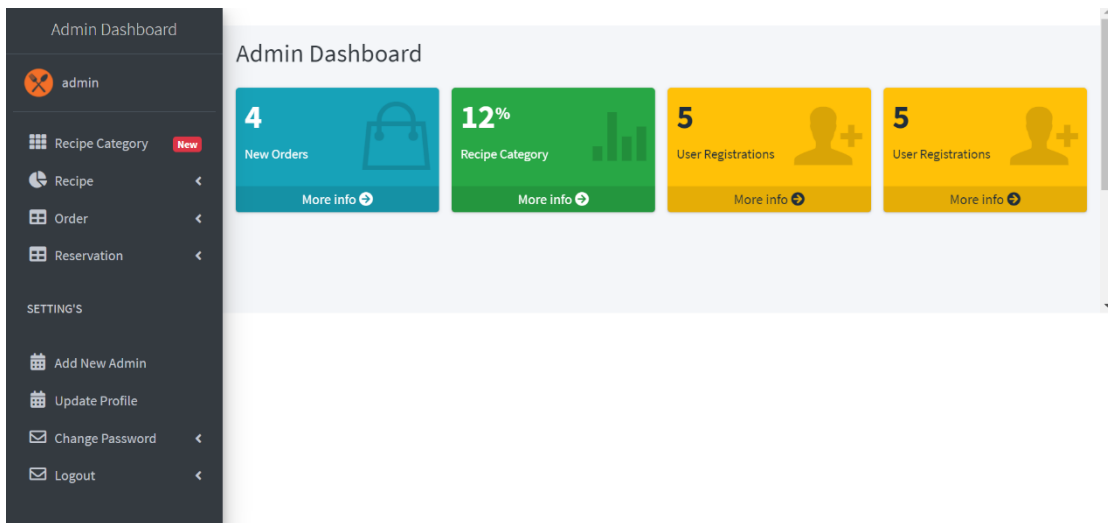 Admin Dashboard
admin
Recipe Category New
Recipe
Order
Reservation
SETTING'S
Add New Admin
Update Profile
Change Password
Logout
Admin Dashboard
4
New Orders
More info
12%
Recipe Category
More info
5
User Registrations
More info
5
User Registrations
More info